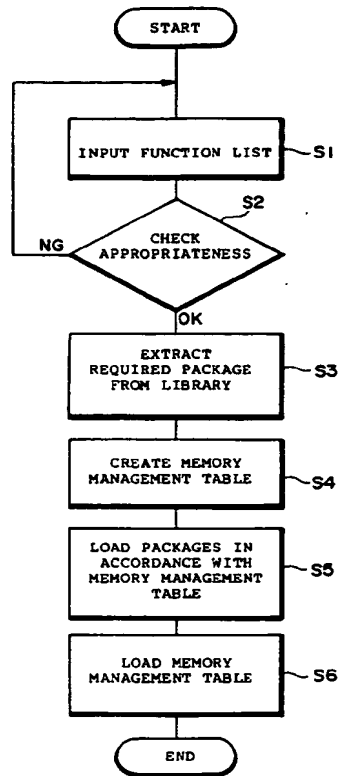 START
INPUT FUNCTION LIST
S1
S2
CHECK
APPROPRIATENESS
NG
OK
EXTRACT
REQUIRED PACKAGE
FROM LIBRARY
S3
CREATE MEMORY
MANAGEMENT TABLE
S4
LOAD PACKAGES IN
ACCORDANCE WITH
MEMORY MANAGEMENT
TABLE
S5
LOAD MEMORY
MANAGEMENT TABLE
S6
END